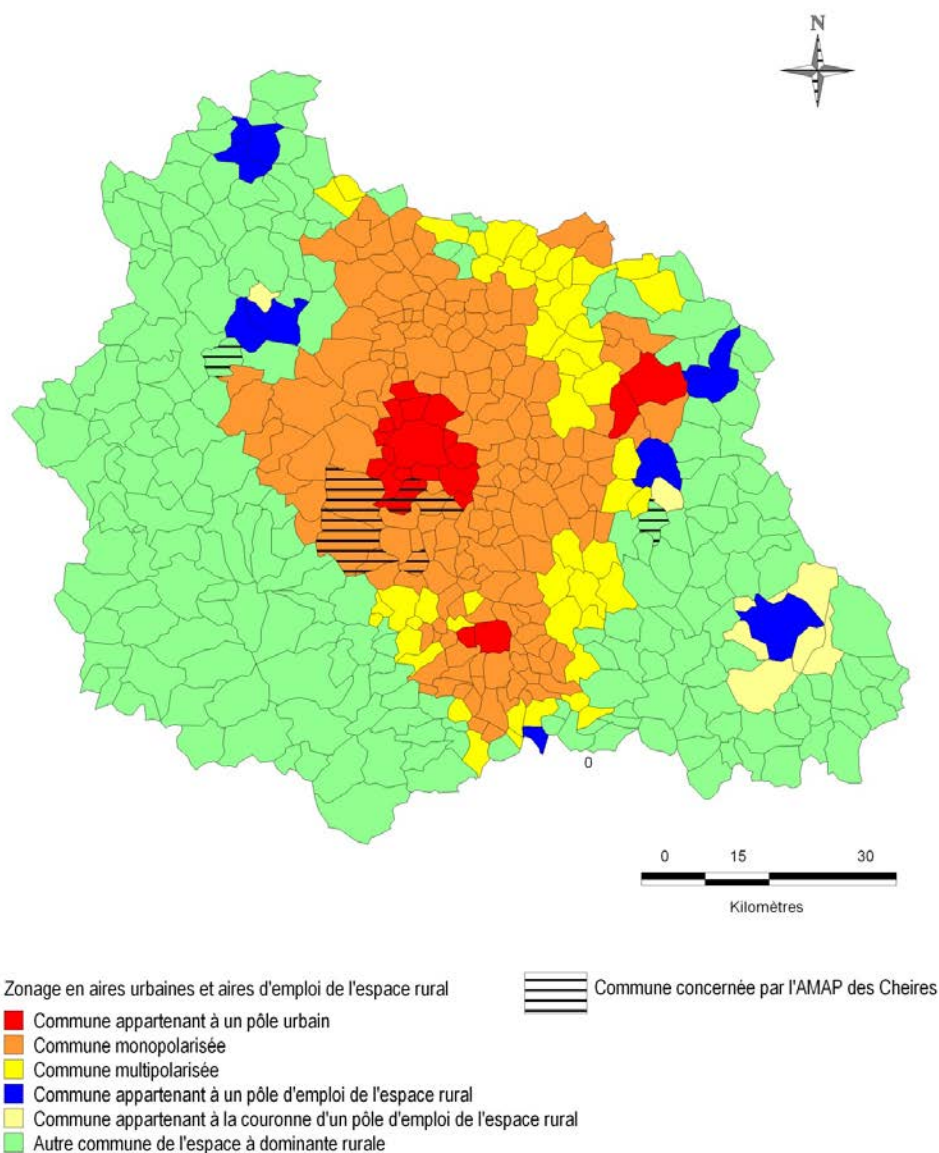 N
0
0 15 30
Kilomètres
Zonage en aires urbaines et aires d'emploi de l'espace rural
Commune appartenant à un pôle urbain
Commune monopolarisée
Commune multipolarisée
Commune appartenant à un pôle d'emploi de l'espace rural
Commune appartenant à la couronne d'un pôle d'emploi de l'espace rural
Autre commune de l'espace à dominante rurale
Commune concernée par l'AMAP des Cheires